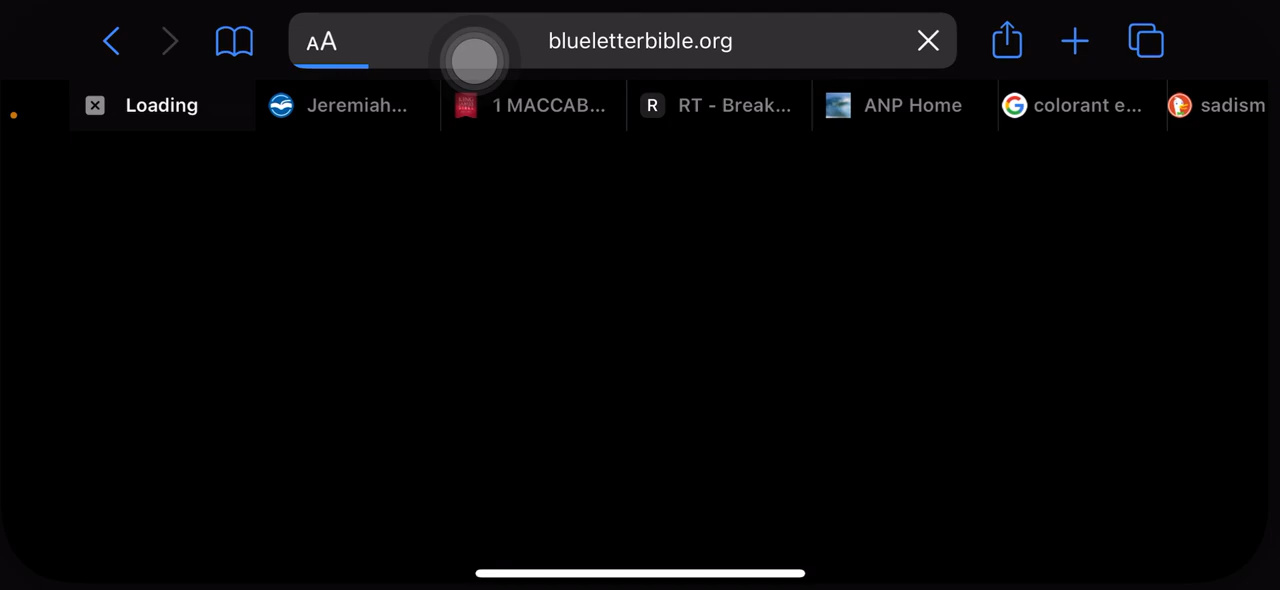 AA blueletterbible.org
Loading Jeremiah... 1 MACCAB... R RT - Break... ANP Home G colorant e... sadism